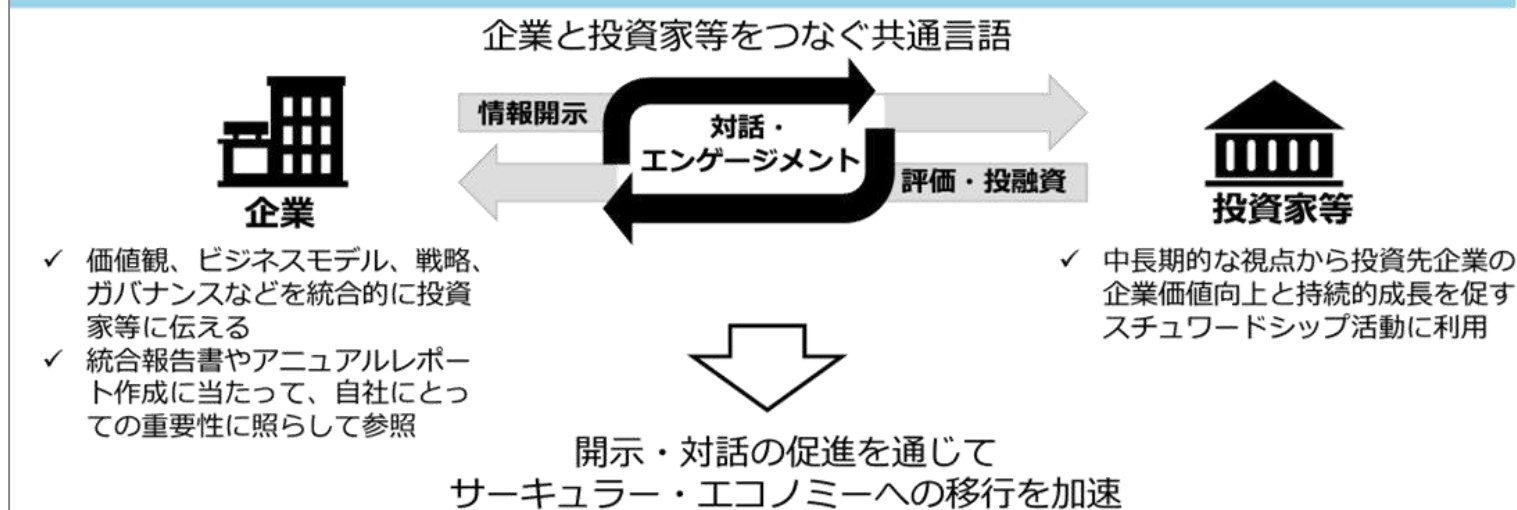 企業と投資家等をつなぐ共通言語
情報開示
対話・
エンゲージメント
評価・投融資
企業
投資家等
✓ 価値観、ビジネスモデル、戦略、
ガバナンスなどを統合的に投資
家等に伝える
✓ 統合報告書やアニュアルレポー
ト作成に当たって、自社にとっ
ての重要性に照らして参照
✓ 中長期的な視点から投資先企業の
企業価値向上と持続的成長を促す
スチュワードシップ活動に利用
開示・対話の促進を通じて
サーキュラー・エコノミーへの移行を加速